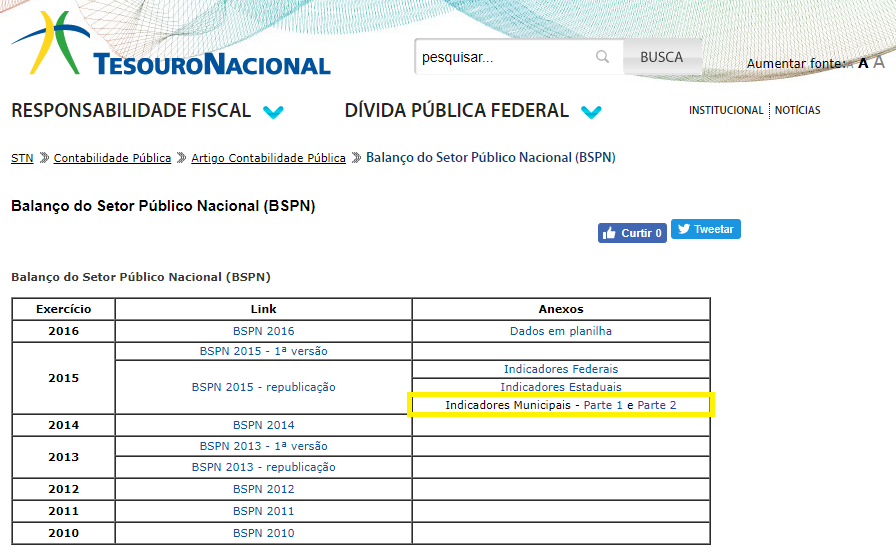 TESOURONACIONAL
pesquisar...
BUSCA
Aumentar fonte:A A A
RESPONSABILIDADE FISCAL
DÍVIDA PÚBLICA FEDERAL
INSTITUCIONAL
NOTÍCIAS
STN Contabilidade Pública Artigo Contabilidade Pública Balanço do Setor Público Nacional (BSPN)
Balanço do Setor Público Nacional (BSPN)
Curtir 0
Tweetar
Balanço do Setor Público Nacional (BSPN)
Exercício Link Anexos
2016 BSPN 2016 Dados em planilha
2015 BSPN 2015 - 1ª versão
BSPN 2015 - republicação
Indicadores Federais
Indicadores Estaduais
Indicadores Municipais - Parte 1 e Parte 2
2014 BSPN 2014
2013 BSPN 2013 - 1ª versão
BSPN 2013 - republicação
2012 BSPN 2012
2011 BSPN 2011
2010 BSPN 2010